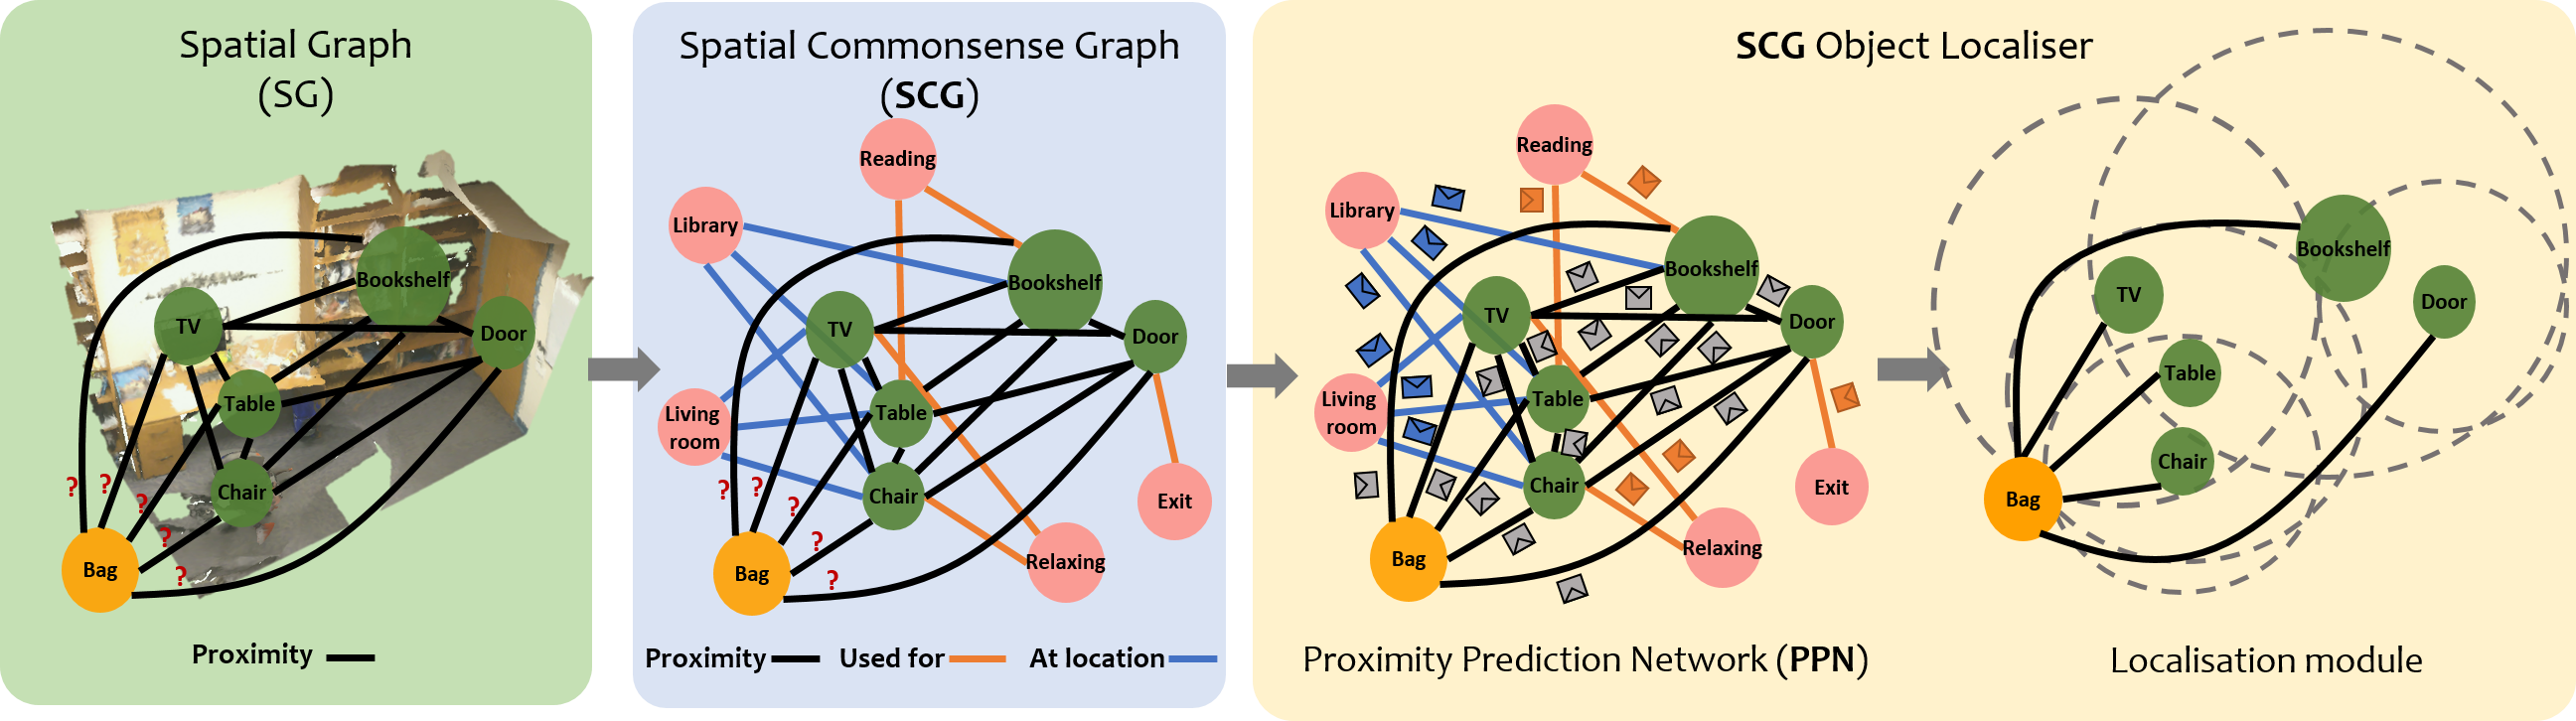 Spatial Graph
(SG)
Bookshelf
TV
Door
Table
Chair
? ? ? ? ?
Bag
Proximity
Spatial Commonsense Graph
(SCG)
Reading
Library
Bookshelf
TV
Door
Living
room
Table
Chair
Exit
? ? ? ? ?
Bag
Relaxing
Proximity
Used for
At location
SCG Object Localiser
Reading
Library
Bookshelf
TV
Door
Living
room
Table
Chair
Exit
Bag
Relaxing
Proximity Prediction Network (PPN)
Bookshelf
TV
Door
Table
Chair
Bag
Localisation module